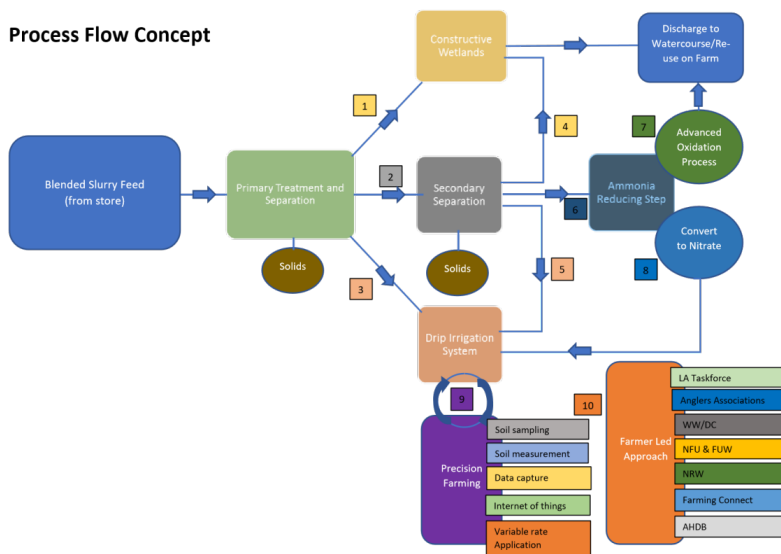 Process Flow Concept
Constructive
Wetlands
Discharge to
Watercourse/Re-
use on Farm
1
4
7
Advanced
Oxidation
Process
Blended Slurry Feed
(from store)
Primary Treatment and
Separation
2
Secondary
Separation
Ammonia
Reducing Step
6
Solids
Solids
3
5
Convert
to Nitrate
8
Drip Irrigation
System
9
10
Precision
Farming
Soil sampling
Soil measurement
Data capture
Internet of things
Variable rate
Application
Farmer Led
Approach
LA Taskforce
Anglers Associations
WW/DC
NFU & FUW
NRW
Farming Connect
AHDB